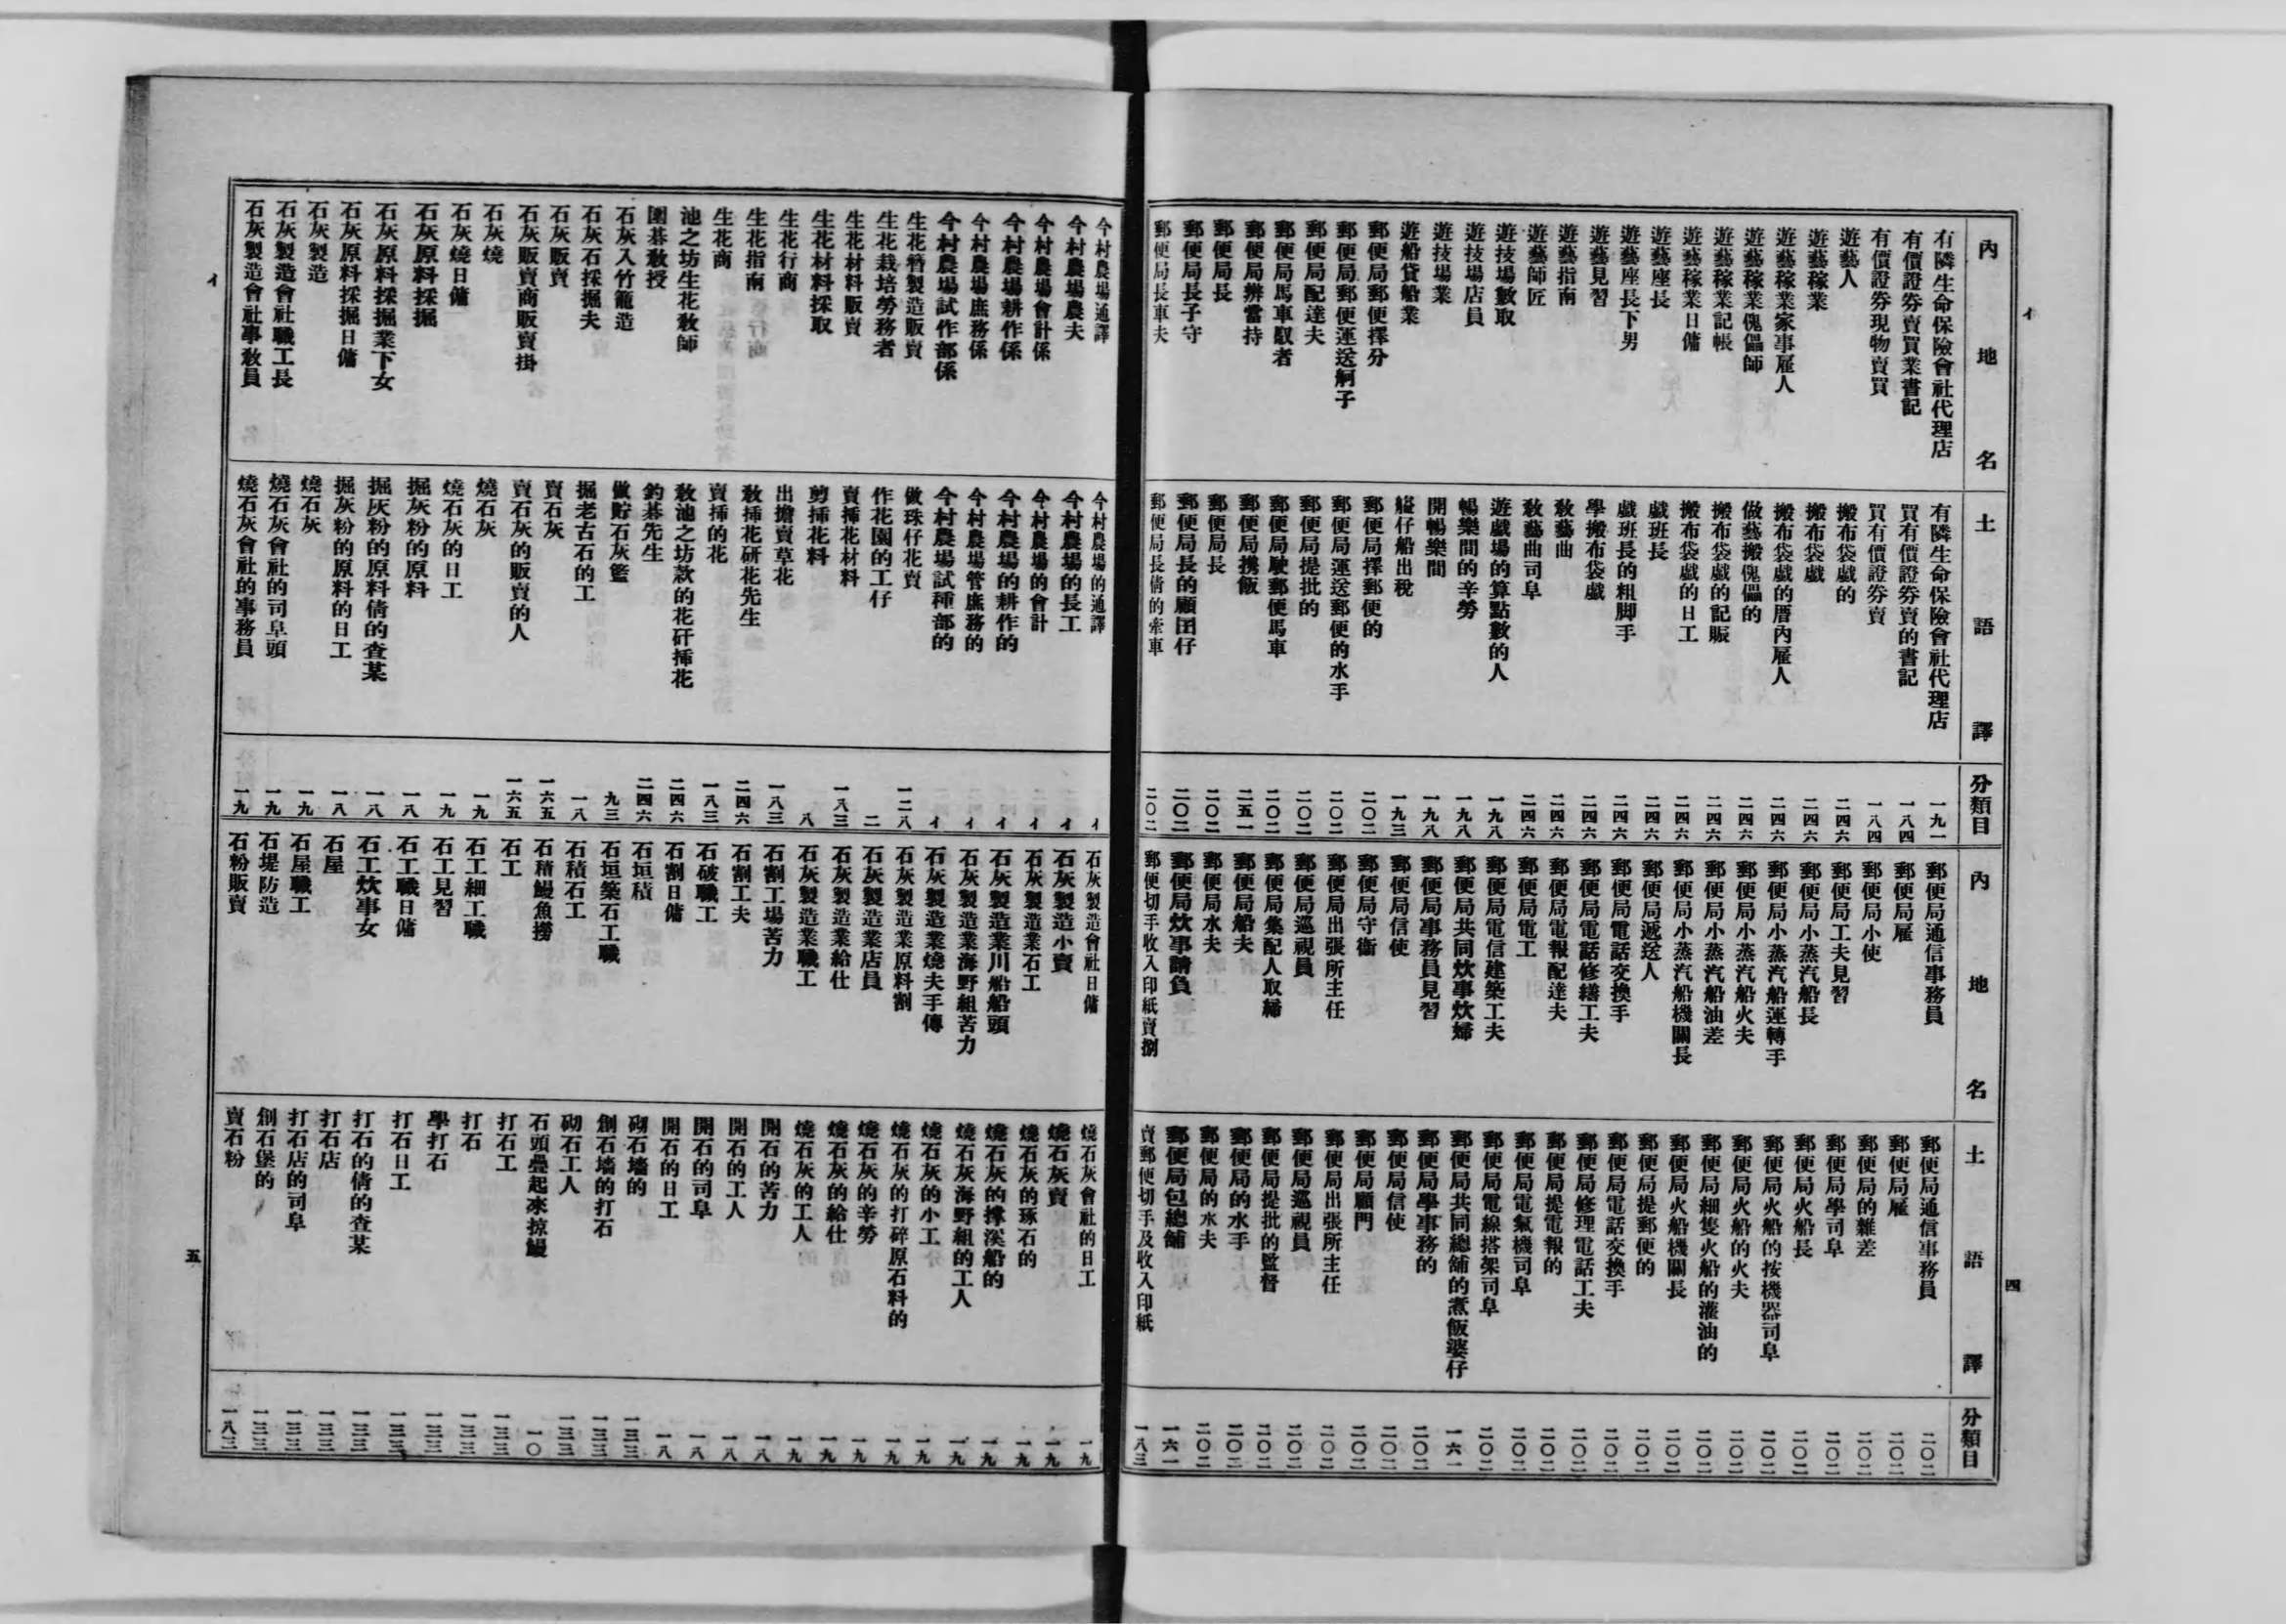 イ
四
內地名
土語譯
分類目
有隣生命保險會社代理店 有隣生命保險會社代理店 一九一
有價證券賣買業書記 買有價證券賣的書記 一八四
有價證券現物賣買 買有價證券賣 一八四
遊藝人 搬布袋戲的 二四六
遊藝稼業 搬布袋戲 二四六
遊藝稼業家事雇人 搬布袋戲的厝內雇人 二四六
遊藝稼業傀儡師 做藝搬傀儡的 二四六
遊藝稼業記帳 搬布袋戲的記賬 二四六
遊藝稼業日傭 搬布袋戲的日工 二四六
遊藝座長 戲班長 二四六
遊藝座長下男 戲班長的粗脚手 二四六
遊藝見習 學搬布袋戲 二四六
遊藝指南 敎藝曲 二四六
遊藝師匠 敎藝曲司阜 二四六
遊技場數取 遊戲場的算點數的人 一九八
遊技場店員 暢樂間的辛勞 一九八
遊技場業 開暢樂間 一九八
遊船貸船業 艋仔船出稅 一九三
郵便局郵便擇分 郵便局擇郵便的 二〇二
郵便局郵便運送舸子 郵便局運送郵便的水手 二〇二
郵便局配達夫 郵便局提批的 二〇二
郵便局馬車馭者 郵便局駛郵便馬車 二〇二
郵便局辨當持 郵便局攜飯 二五一
郵便局長 郵便局長 二〇二
郵便局長子守 郵便局長的顧囝仔 二〇二
郵便局長車夫 郵便局長倩的牽車 二〇二
內地名
土語譯
分類目
郵便局通信事務員 郵便局通信事務員 二〇二
郵便局雇 郵便局雇 二〇二
郵便局小使 郵便局的雜差 二〇二
郵便局工夫見習 郵便局學司阜 二〇二
郵便局小蒸汽船長 郵便局火船長 二〇二
郵便局小蒸汽船運轉手 郵便局火船的按機器司阜 二〇二
郵便局小蒸汽船火夫 郵便局火船的火夫 二〇二
郵便局小蒸汽船油差 郵便局細隻火船的灌油的 二〇二
郵便局小蒸汽船機關長 郵便局火船機關長 二〇二
郵便局遞送人 郵便局提郵便的 二〇二
郵便局電話交換手 郵便局電話交換手 二〇二
郵便局電話修繕工夫 郵便局修理電話工夫 二〇二
郵便局電報配達夫 郵便局提電報的 二〇二
郵便局電工 郵便局電氣機司阜 二〇二
郵便局電信建築工夫 郵便局電線搭架司阜 二〇二
郵便局共同炊事炊婦 郵便局共同總舖的煮飯婆仔 一六一
郵便局事務員見習 郵便局學事務的 二〇二
郵便局信使 郵便局信使 二〇二
郵便局守衞 郵便局顧門 二〇二
郵便局出張所主任 郵便局出張所主任 二〇二
郵便局巡視員 郵便局巡視員 二〇二
郵便局集配人取締 郵便局提批的監督 二〇二
郵便局船夫 郵便局的水手 二〇二
郵便局水夫 郵便局的水夫 二〇二
郵便局炊事請負 郵便局包總舖 一六一
郵便切手收入印紙賣捌 賣郵便切手及收入印紙 一八三
今村農場通譯 今村農場的通譯 イ
今村農場農夫 今村農場的長工 イ
今村農場會計係 今村農場的會計 イ
今村農場耕作係 今村農場的耕作的 イ
今村農場庶務係 今村農場管庶務的 イ
今村農場試作部係 今村農場試種部的 イ
生花簪製造販賣 做珠仔花賣 一二八
生花栽培勞務者 作花園的工仔 二
生花材料販賣 賣揷花材料 一八三
生花材料採取 剪揷花料 八
生花行商 出擔賣草花 一八三
生花指南 敎揷花研花先生 二四六
生花商 賣揷的花 一八三
池之坊生花敎師 敎池之坊款的花矸揷花 二四六
圍碁敎授 釣碁先生 二四六
石灰入竹籠造 做貯石灰籃 九三
石灰石採掘夫 掘老古石的工 一八
石灰販賣 賣石灰 一六五
石灰販賣商販賣掛 賣石灰的販賣的人 一六五
石灰燒 燒石灰 一九
石灰燒日傭 燒石灰的日工 一九
石灰原料採掘 掘灰粉的原料 一八
石灰原料採掘業下女 掘灰粉的原料倩的查某 一八
石灰原料採掘日傭 掘灰粉的原料的日工 一八
石灰製造 燒石灰 一九
石灰製造會社職工長 燒石灰會社的司阜頭 一九
石灰製造會社事敎員 燒石灰會社的事務員 一九
石灰製造會社日傭 燒石灰會社的日工 一九
石灰製造小賣 燒石灰賣 一九
石灰製造業石工 燒石灰的琢石的 一九
石灰製造業川船船頭 燒石灰的撐溪船的 一九
石灰製造業海野組苦力 燒石灰海野組的工人 一九
石灰製造業燒夫手傳 燒石灰的小工 一九
石灰製造業原料割 燒石灰的打碎原石料的 一九
石灰製造業店員 燒石灰的辛勞 一九
石灰製造業給仕 燒石灰的給仕 一九
石灰製造業職工 燒石灰的工人 一九
石割工場苦力 開石的苦力 一八
石割工夫 開石的工人 一八
石破職工 開石的司阜 一八
石割日傭 開石的日工 一八
石垣積 砌石墻的 一三三
石垣築石工職 創石墻的打石 一三三
石積石工 砌石工人 一三三
石積鰻魚撈 石頭疊起來掠鰻 一〇
石工 打石工 一三三
石工細工職 打石 一三三
石工見習 學打石 一三三
石工職日傭 打石日工 一三三
石工炊事女 打石的倩的查某 一三三
石屋 打石店 一三三
石屋職工 打石店的司阜 一三三
石堤防造 創石堡的 一三三
石粉販賣 賣石粉 一八三
イ
五